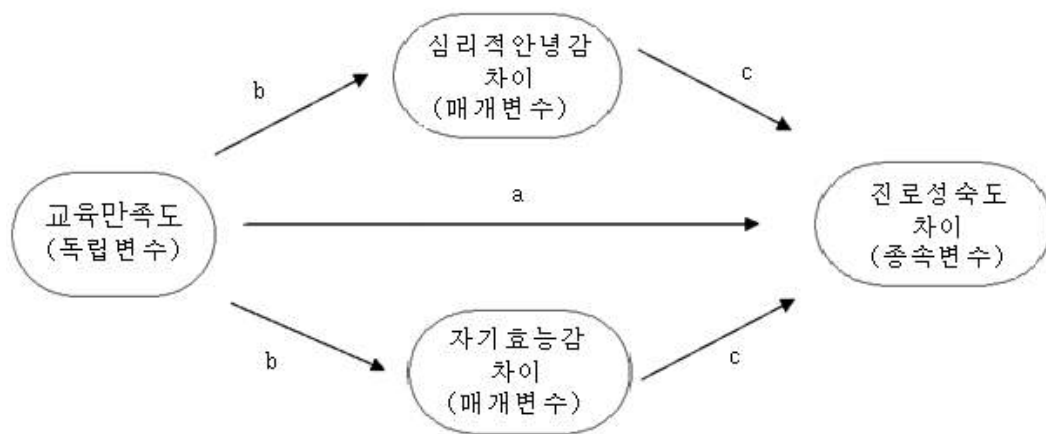 심리적안녕감
차이
(매개변수)
b
c
교육만족도
(독립변수)
a
진로성숙도
차이
(종속변수)
b
자기효능감
차이
(매개변수)
c